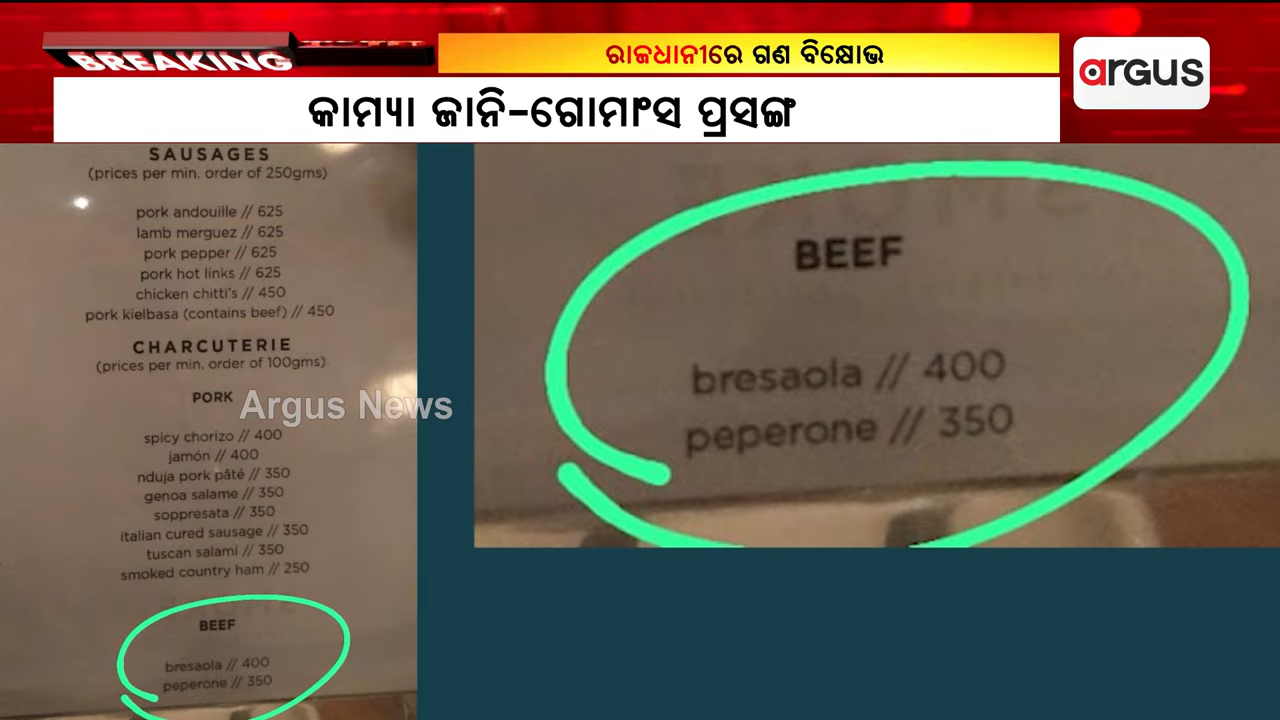 BREAKING
ରାଜଧାନୀରେ ଗଣ ବିକ୍ଷୋଭ
argus
କାମ୍ୟା ଜାନି-ଗୋମାଂସ ପ୍ରସଙ୍ଗ
SAUSAGES
(prices per min. order of 250gms)
pork andouille // 625
lamb merguez // 625
pork pepper // 625
pork hot links // 625
chicken chitti's // 450
pork kielbasa (contains beef) // 450
CHARCUTERIE
(prices per min. order of 100gms)
PORK
spicy chorizo // 400
jamón // 400
nduja pork pâté // 350
genoa salame // 350
soppresata // 350
italian cured sausage // 350
tuscan salami // 350
smoked country ham // 250
BEEF
bresaola // 400
peperone // 350
Argus News
BEEF
bresaola // 400
peperone // 350